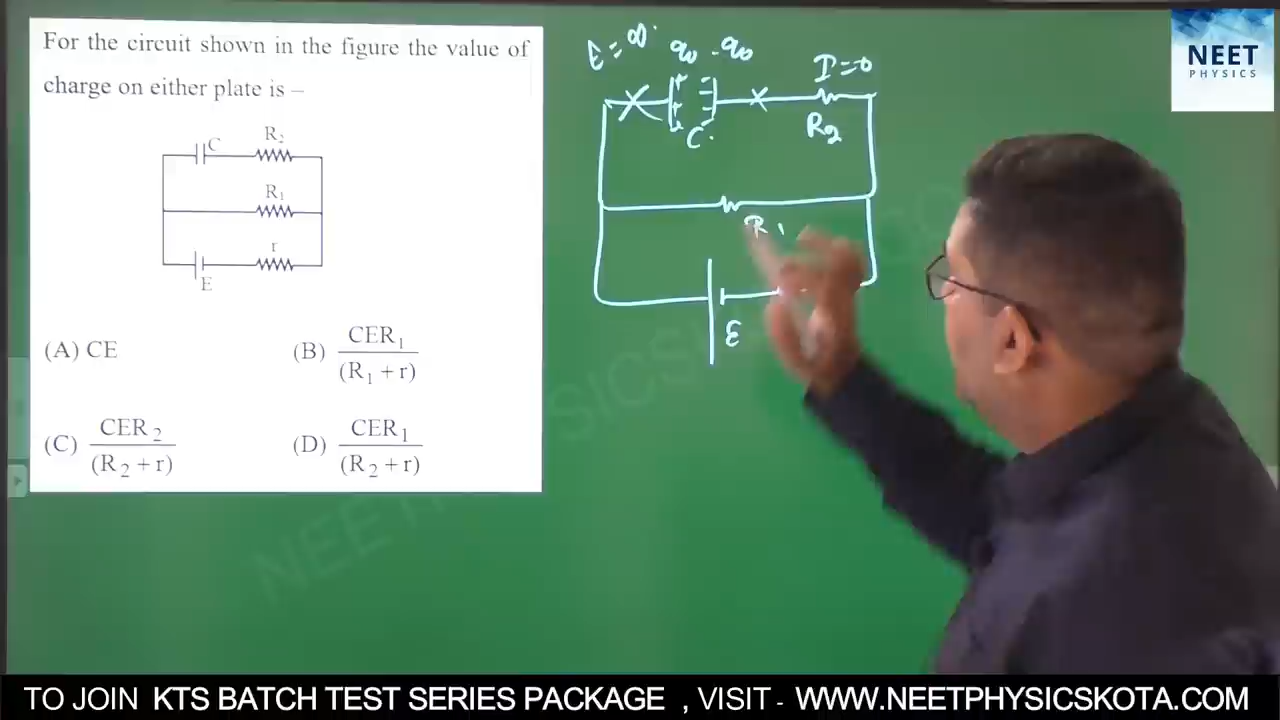 For the circuit shown in the figure the value of
charge on either plate is –
C
R₂
R₁
r
E
(A) CE
(B) CER₁ / (R₁ + r)
(C) CER₂ / (R₂ + r)
(D) CER₁ / (R₂ + r)
t = ∞
q₀ -q₀
I=0
C
R₂
R₁
E
NEET
PHYSICS
TO JOIN KTS BATCH TEST SERIES PACKAGE , VISIT - WWW.NEETPHYSICSKOTA.COM